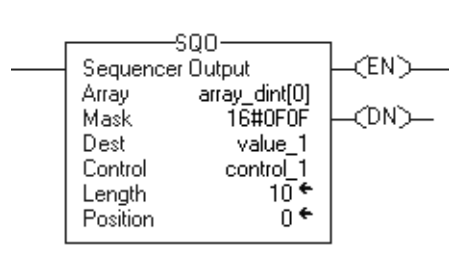 SQO
Sequencer Output
(EN)
Array array_dint[0]
Mask 16#0F0F
(DN)
Dest value_1
Control control_1
Length 10
Position 0